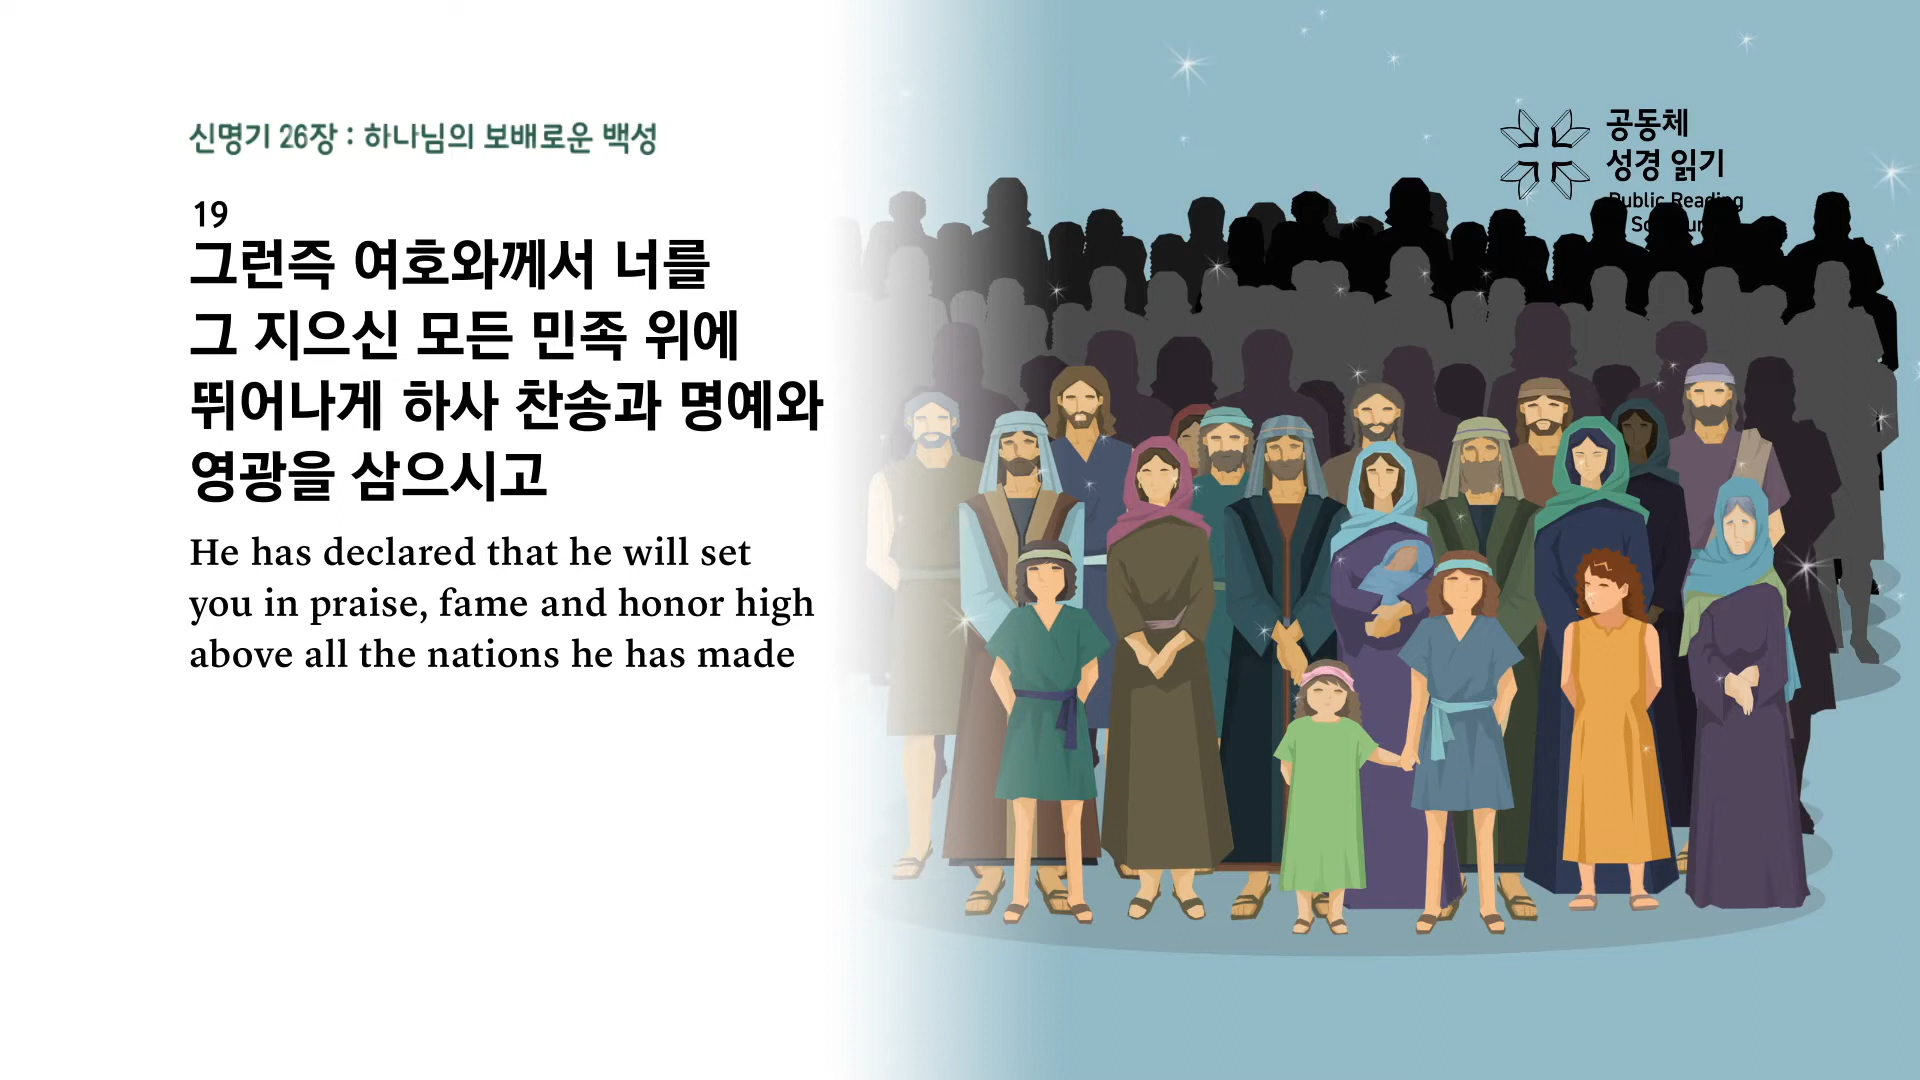 신명기 26장 : 하나님의 보배로운 백성
19
그런즉 여호와께서 너를
그 지으신 모든 민족 위에
뛰어나게 하사 찬송과 명예와
영광을 삼으시고
He has declared that he will set
you in praise, fame and honor high
above all the nations he has made
공동체
성경 읽기
Public Reading